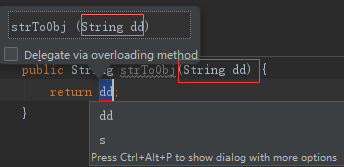 strToObj (String dd)
Delegate via overloading method
public String strToObj(String dd) {
return dd;
dd
}
s
Press Ctrl+Alt+P to show dialog with more options